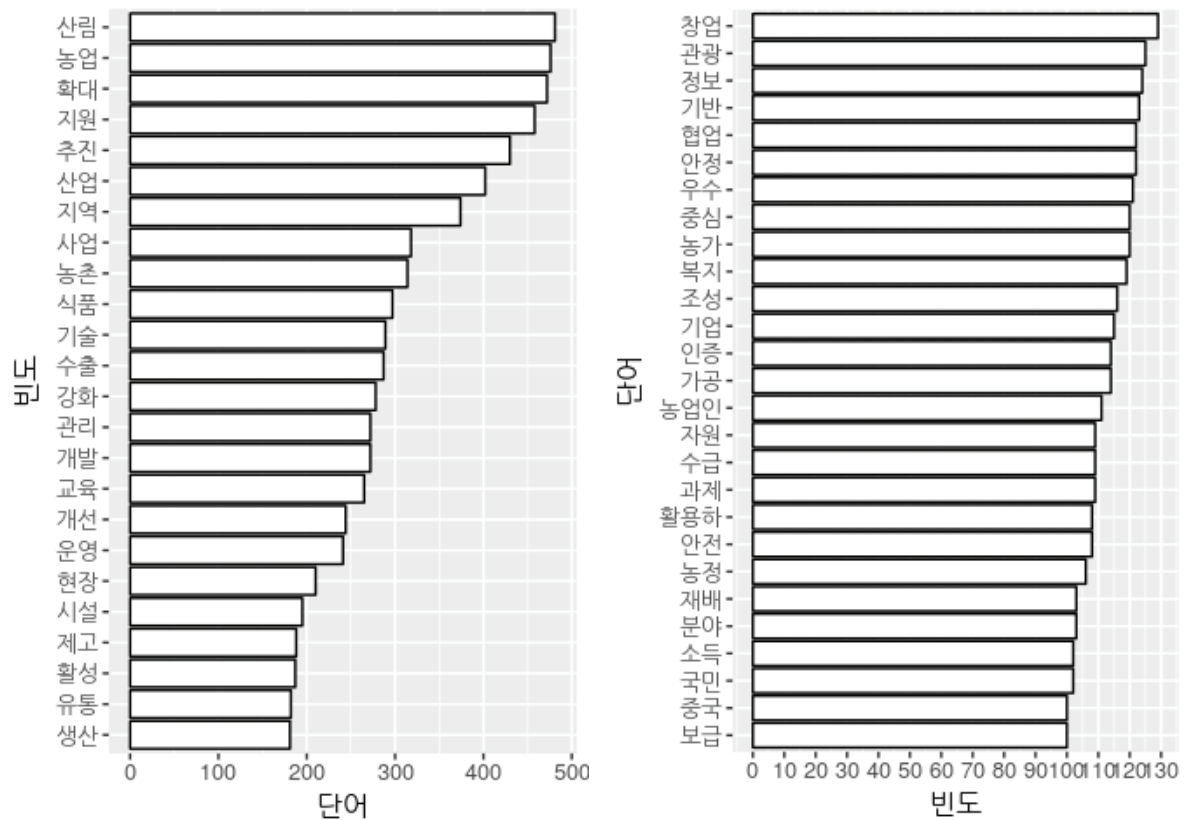 산림
농업
확대
지원
추진
산업
지역
사업
농촌
식품
기술
수출
강화
관리
개발
교육
개선
운영
현장
시설
제고
활성
유통
생산
빈도
0 100 200 300 400 500
단어
창업
관광
정보
기반
협업
안정
우수
중심
농가
복지
조성
기업
인증
가공
농업인
자원
수급
과제
활용하
안전
농정
재배
분야
소득
국민
중국
보급
단어
0 10 20 30 40 50 60 70 80 90 100 110 120 130
빈도